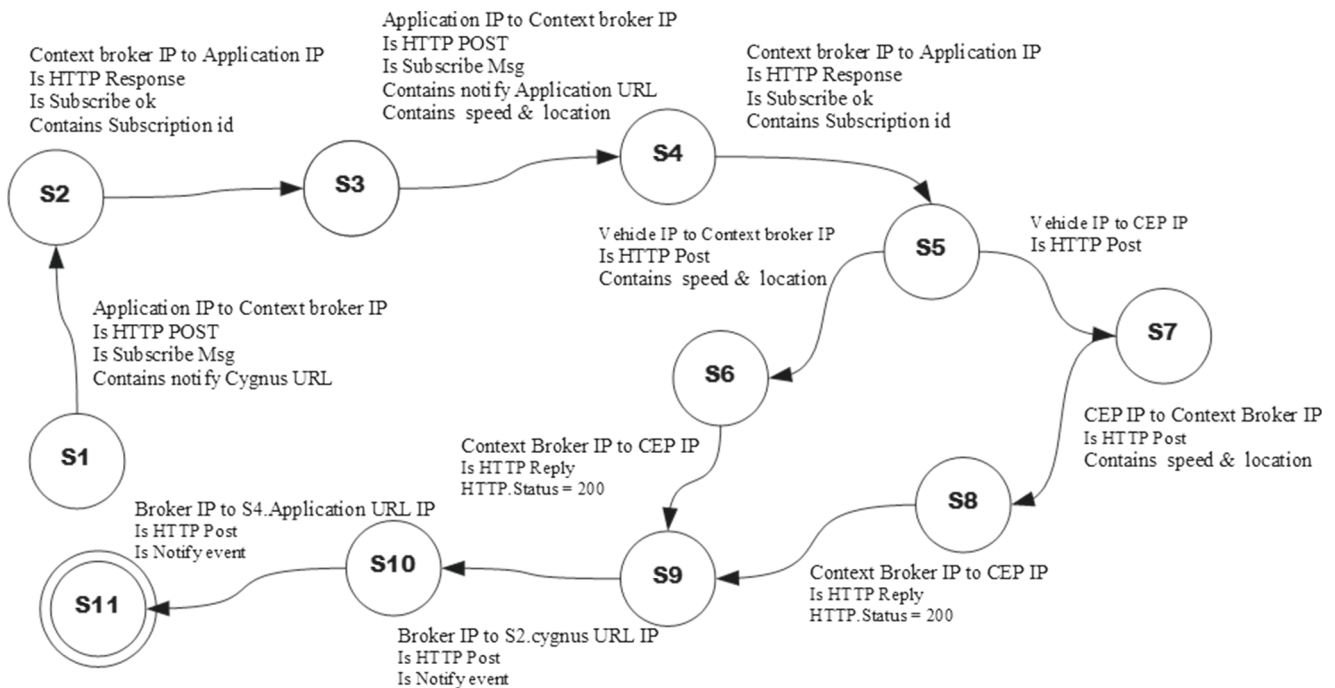 Context broker IP to Application IP
Is HTTP Response
Is Subscribe ok
Contains Subscription id
Application IP to Context broker IP
Is HTTP POST
Is Subscribe Msg
Contains notify Application URL
Contains speed & location
Context broker IP to Application IP
Is HTTP Response
Is Subscribe ok
Contains Subscription id
S2
S3
S4
Vehicle IP to Context broker IP
Is HTTP Post
Contains speed & location
S5
Vehicle IP to CEP IP
Is HTTP Post
Application IP to Context broker IP
Is HTTP POST
Is Subscribe Msg
Contains notify Cygnus URL
S6
S7
S1
Context Broker IP to CEP IP
Is HTTP Reply
HTTP.Status = 200
CEP IP to Context Broker IP
Is HTTP Post
Contains speed & location
S8
Broker IP to S4.Application URL IP
Is HTTP Post
Is Notify event
S11
S10
S9
Context Broker IP to CEP IP
Is HTTP Reply
HTTP.Status = 200
Broker IP to S2.cygnus URL IP
Is HTTP Post
Is Notify event